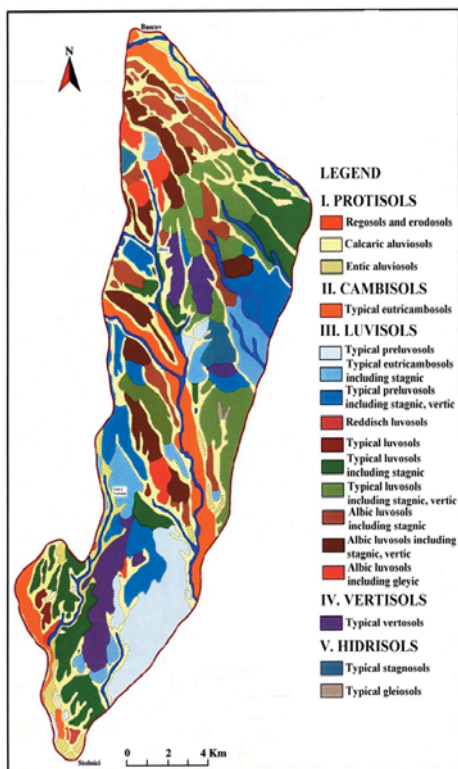 Bascov
N
LEGEND
I. PROTISOLS
Regosols and erodosols
Calcaric aluviosols
Entic aluviosols
II. CAMBISOLS
Typical eutricambosols
III. LUVISOLS
Typical preluvosols
Typical eutricambosols
including stagnic
Typical preluvosols
including stagnic, vertic
Reddisch luvosols
Typical luvosols
Typical luvosols
including stagnic
Typical luvosols
including stagnic, vertic
Albic luvosols
including stagnic
Albic luvosols including
stagnic, vertic
Albic luvosols
including gleyic
IV. VERTISOLS
Typical vertosols
V. HIDRISOLS
Typical stagnosols
Typical gleiosols
Stolnici
0 2 4 Km